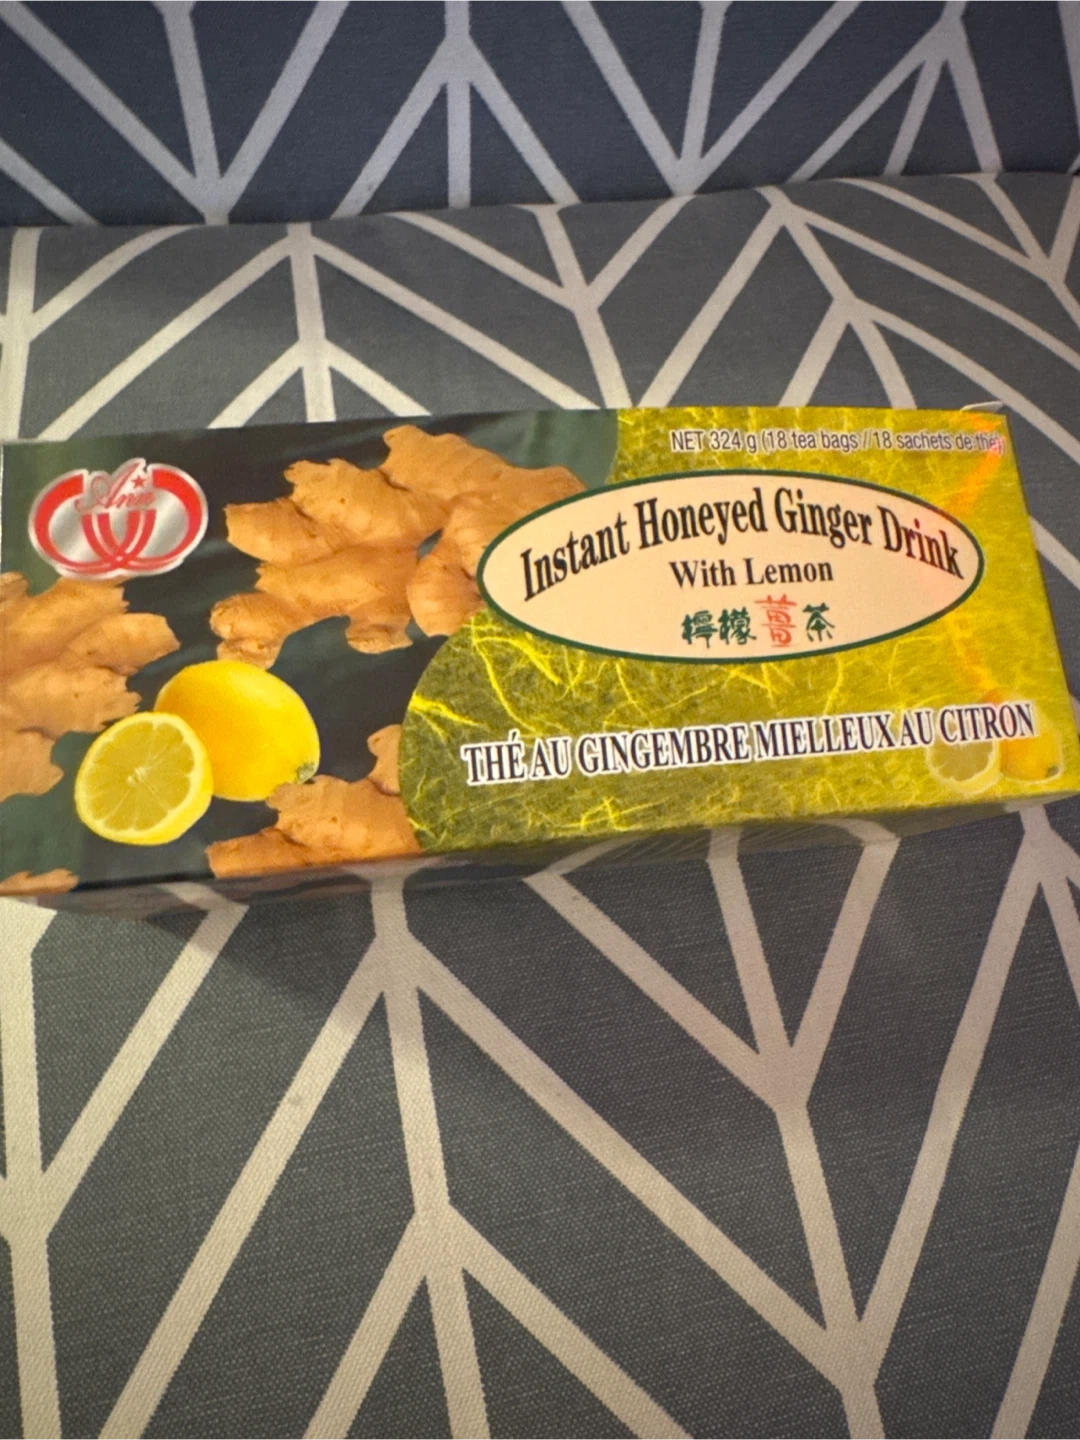 Ann
NET 324 g (18 tea bags / 18 sachets de thé)
Instant Honeyed Ginger Drink
With Lemon
檸檬薑茶
THÉ AU GINGEMBRE MIELLEUX AU CITRON